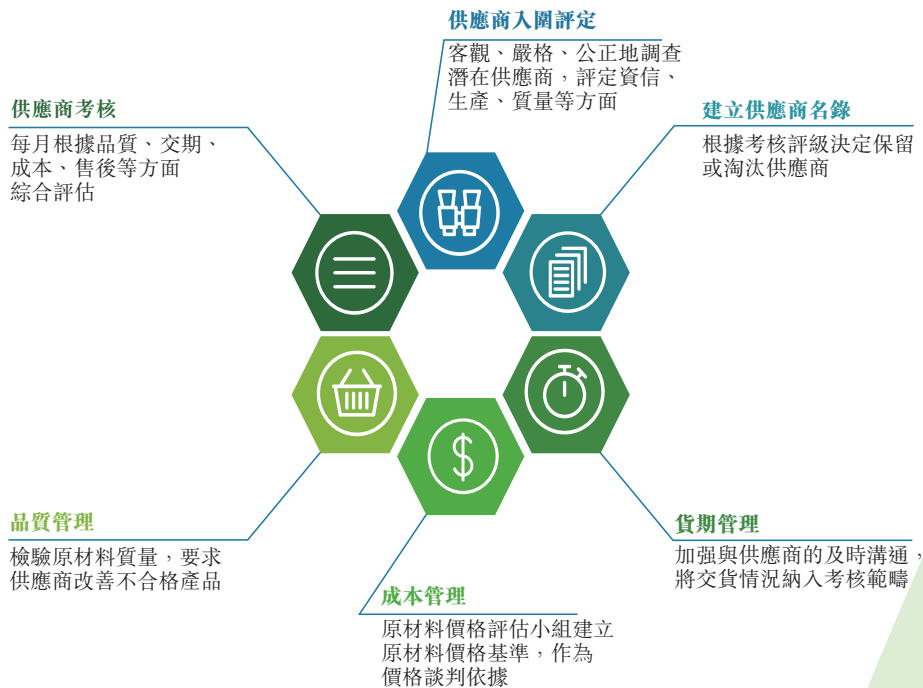 供應商入圍評定
客觀、嚴格、公正地調查
潛在供應商，評定資信、
生產、質量等方面
建立供應商名錄
根據考核評級決定保留
或淘汰供應商
貨期管理
加强與供應商的及時溝通，
將交貨情況納入考核範疇
成本管理
原材料價格評估小組建立
原材料價格基準，作為
價格談判依據
品質管理
檢驗原材料質量，要求
供應商改善不合格產品
供應商考核
每月根據品質、交期、
成本、售後等方面
綜合評估